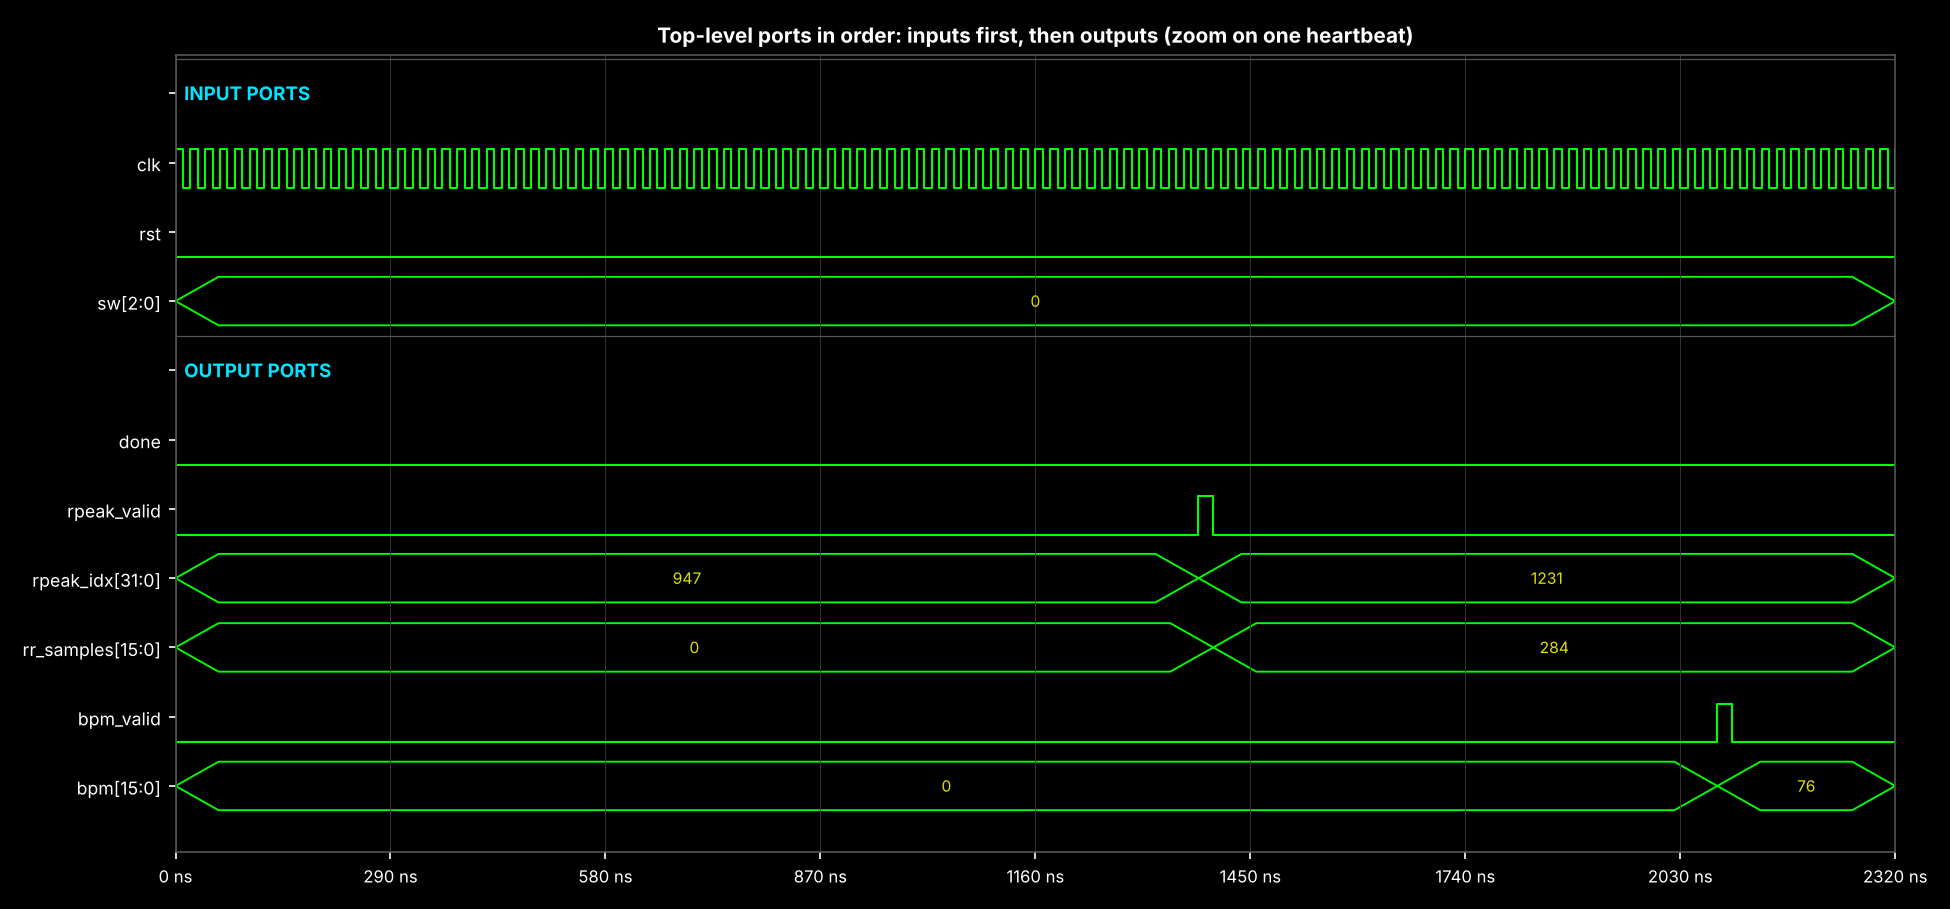 Top-level ports in order: inputs first, then outputs (zoom on one heartbeat)
INPUT PORTS
clk
rst
sw[2:0]
0
OUTPUT PORTS
done
rpeak_valid
rpeak_idx[31:0]
947
1231
rr_samples[15:0]
0
284
bpm_valid
bpm[15:0]
0
76
0 ns
290 ns
580 ns
870 ns
1160 ns
1450 ns
1740 ns
2030 ns
2320 ns